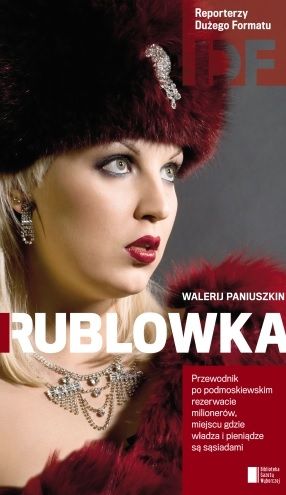 Reporterzy
Dużego Formatu
DF
WALERIJ PANIUSZKIN
RUBLOWKA
Przewodnik
po podmoskiewskim
rezerwacie
milionerów,
miejscu gdzie
władza i pieniądze
są sąsiadami
Biblioteka
Gazety
Wyborczej